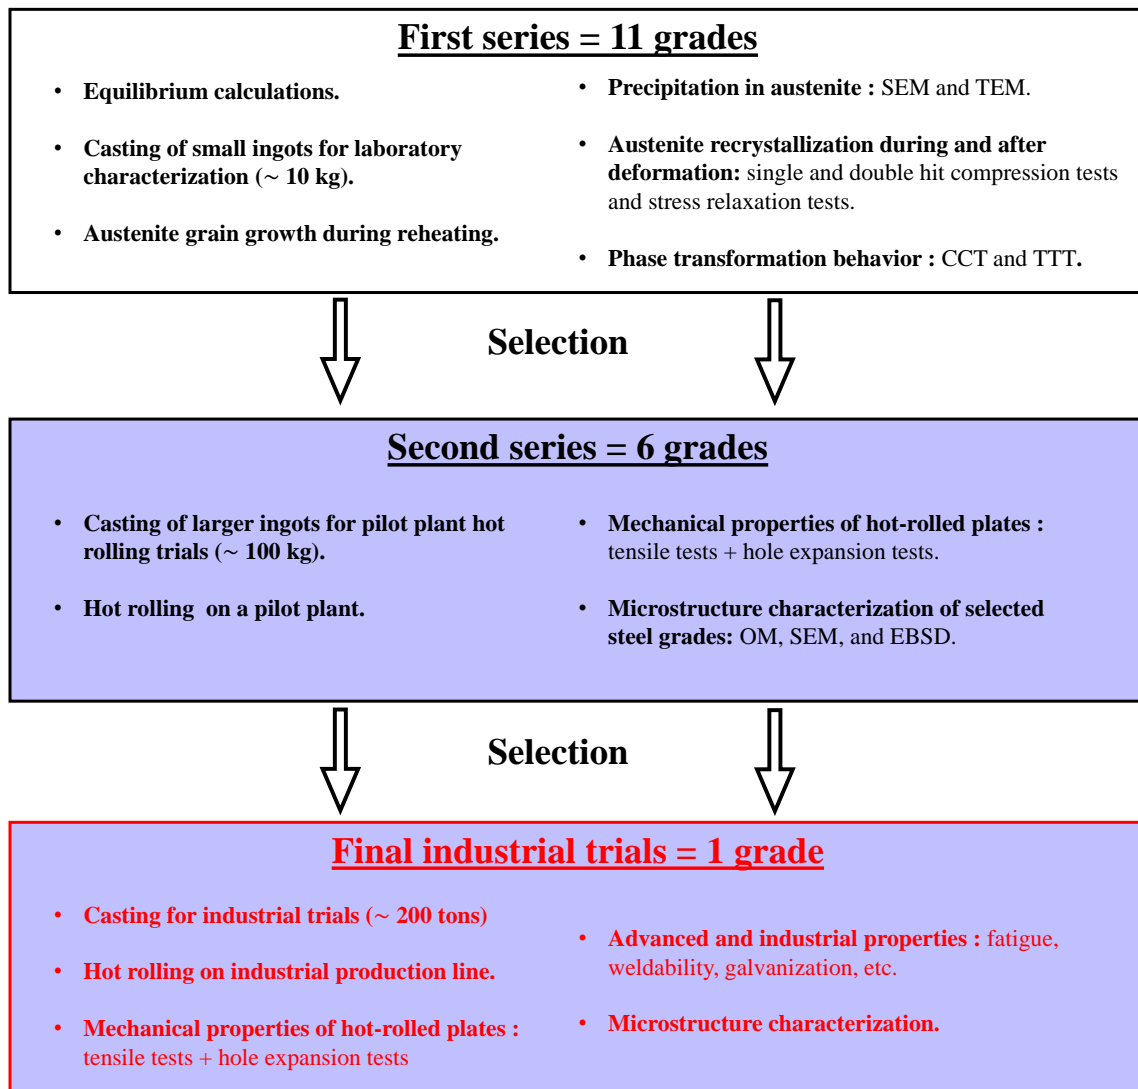 First series = 11 grades
• Equilibrium calculations.
• Casting of small ingots for laboratory
characterization (~ 10 kg).
• Austenite grain growth during reheating.
• Precipitation in austenite : SEM and TEM.
• Austenite recrystallization during and after
deformation: single and double hit compression tests
and stress relaxation tests.
• Phase transformation behavior : CCT and TTT.
Selection
Second series = 6 grades
• Casting of larger ingots for pilot plant hot
rolling trials (~ 100 kg).
• Hot rolling on a pilot plant.
• Mechanical properties of hot-rolled plates :
tensile tests + hole expansion tests.
• Microstructure characterization of selected
steel grades: OM, SEM, and EBSD.
Selection
Final industrial trials = 1 grade
• Casting for industrial trials (~ 200 tons)
• Hot rolling on industrial production line.
• Mechanical properties of hot-rolled plates :
tensile tests + hole expansion tests
• Advanced and industrial properties : fatigue,
weldability, galvanization, etc.
• Microstructure characterization.